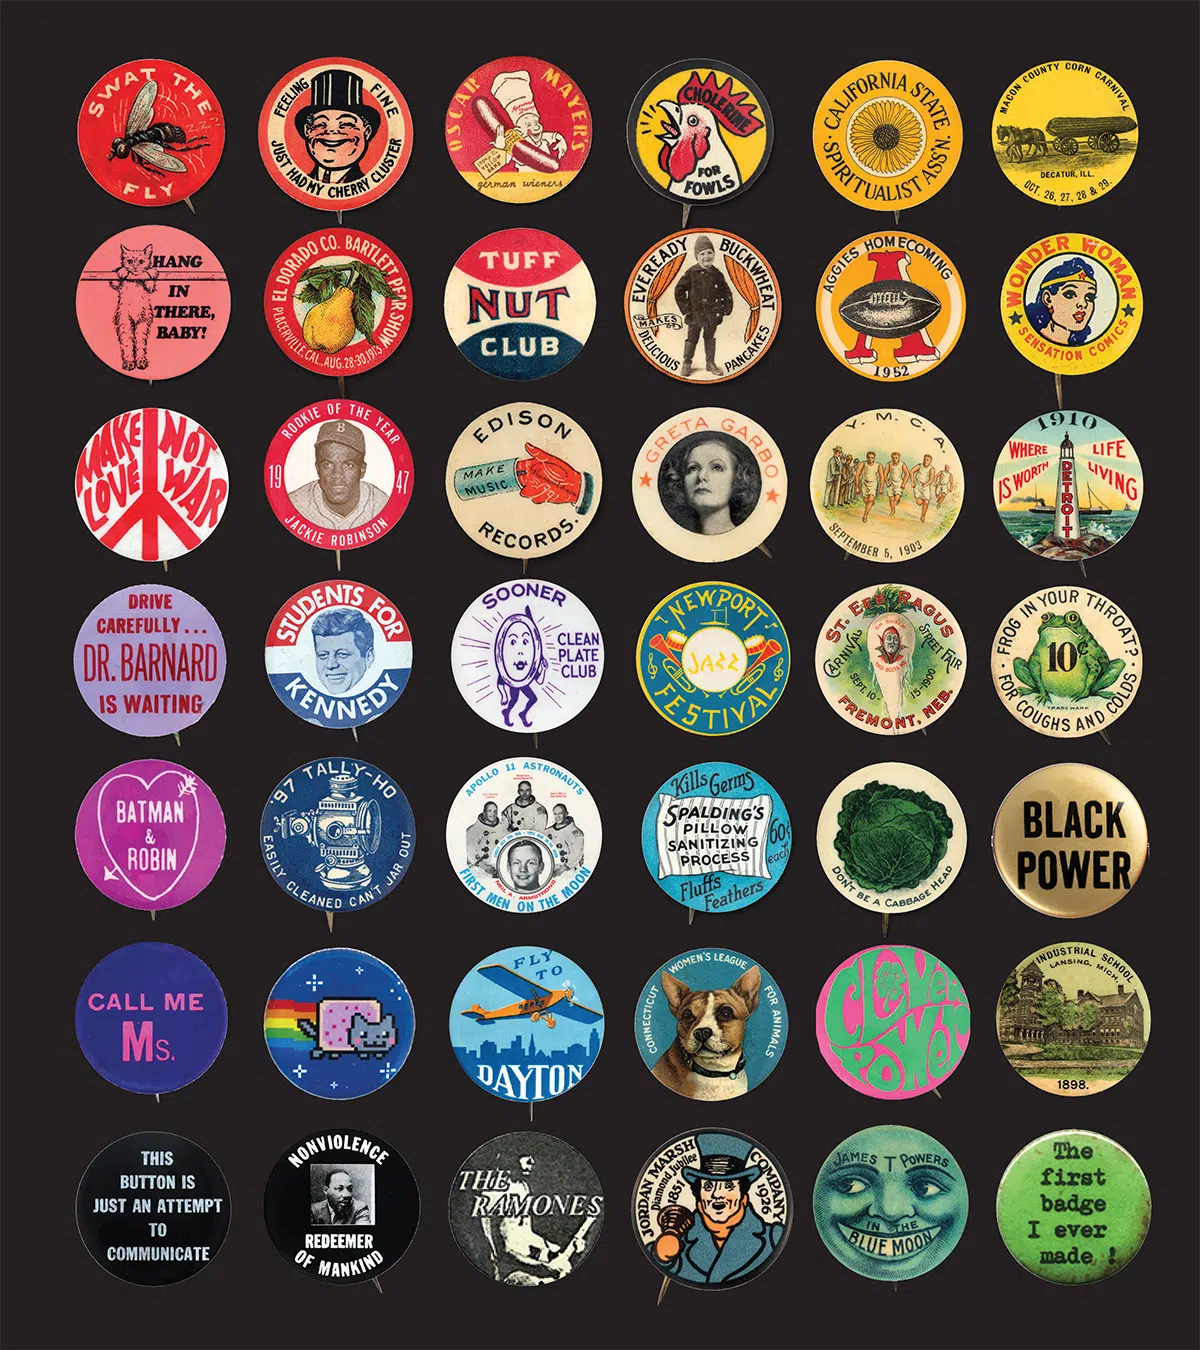 SWAT THE
FLY
FEELING FINE
JUST HAD MY CHERRY CLUSTER
OSCAR MAYERS
german wieners
CHOLERINE
FOR
FOWLS
CALIFORNIA STATE
SPIRITUALIST ASS'N.
MACON COUNTY CORN CARNIVAL
DECATUR, ILL.
OCT. 26, 27, 28 & 29.
HANG
IN
THERE,
BABY!
EL DORADO CO. BARTLETT PEAR SHOW
PLACERVILLE, CAL., AUG. 28-30, 1913
TUFF
NUT
CLUB
EVEREADY BUCKWHEAT
MAKES
DELICIOUS PANCAKES
AGGIES HOMECOMING
A
1952
WONDER WOMAN
SENSATION COMICS
MAKE NOT
LOVE WAR
ROOKIE OF THE YEAR
B
19 47
JACKIE ROBINSON
EDISON
MAKE
MUSIC
RECORDS.
GRETA GARBO
Y. M. C. A.
SEPTEMBER 5, 1903
1910
WHERE LIFE
IS WORTH LIVING
DETROIT
DRIVE
CAREFULLY...
DR. BARNARD
IS WAITING
STUDENTS FOR
KENNEDY
SOONER
CLEAN
PLATE
CLUB
NEWPORT
JAZZ
FESTIVAL
ST. EEB RAGUS
CARNIVAL STREET FAIR
SEPT. 10- 15-1900
FREMONT, NEB.
FROG IN YOUR THROAT?
10¢
TRADE MARK
FOR COUGHS AND COLDS
BATMAN
&
ROBIN
'97 TALLY-HO
EASILY CLEANED CAN'T JAR OUT
APOLLO 11 ASTRONAUTS
NEIL A. ARMSTRONG
FIRST MEN ON THE MOON
Kills Germs
SPALDING'S
PILLOW
SANITIZING
PROCESS
60¢
each
Fluffs
Feathers
DON'T BE A CABBAGE HEAD
BLACK
POWER
CALL ME
Ms.
FLY
TO
DAYTON
CONNECTICUT WOMEN'S LEAGUE FOR ANIMALS
CLOVER
POWER
INDUSTRIAL SCHOOL
LANSING, MICH.
1898.
THIS
BUTTON IS
JUST AN ATTEMPT
TO
COMMUNICATE
NONVIOLENCE
REDEEMER
OF MANKIND
THE
RAMONES
JORDAN MARSH COMPANY
Diamond Jubilee
1851 1926
JAMES T POWERS
IN THE
BLUE MOON
The
first
badge
I ever
made !